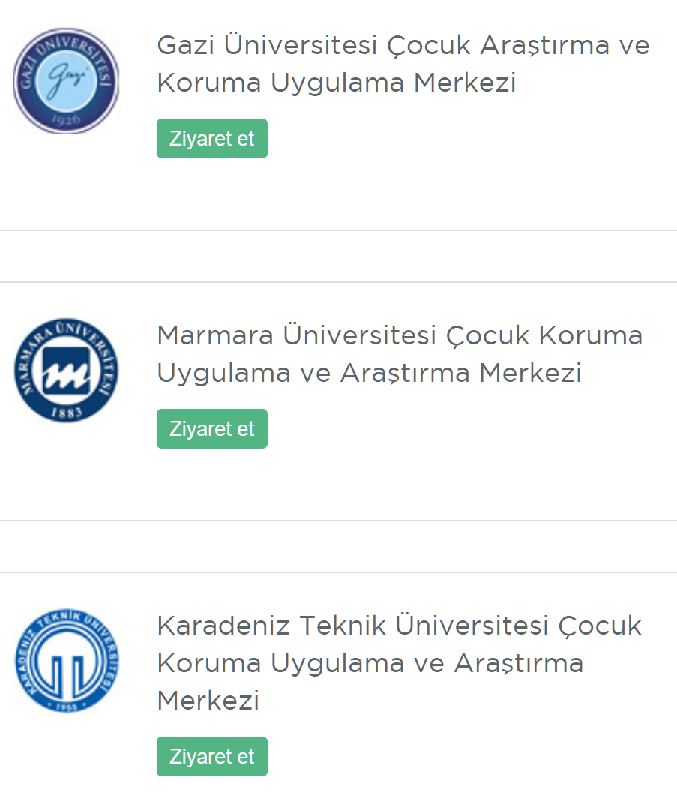 GAZİ ÜNİVERSİTESİ
Gazi
1926
Gazi Üniversitesi Çocuk Araştırma ve
Koruma Uygulama Merkezi
Ziyaret et
MARMARA ÜNİVERSİTESİ
m
1883
Marmara Üniversitesi Çocuk Koruma
Uygulama ve Araştırma Merkezi
Ziyaret et
KARADENİZ TEKNİK ÜNİVERSİTESİ
1955
Karadeniz Teknik Üniversitesi Çocuk
Koruma Uygulama ve Araştırma
Merkezi
Ziyaret et